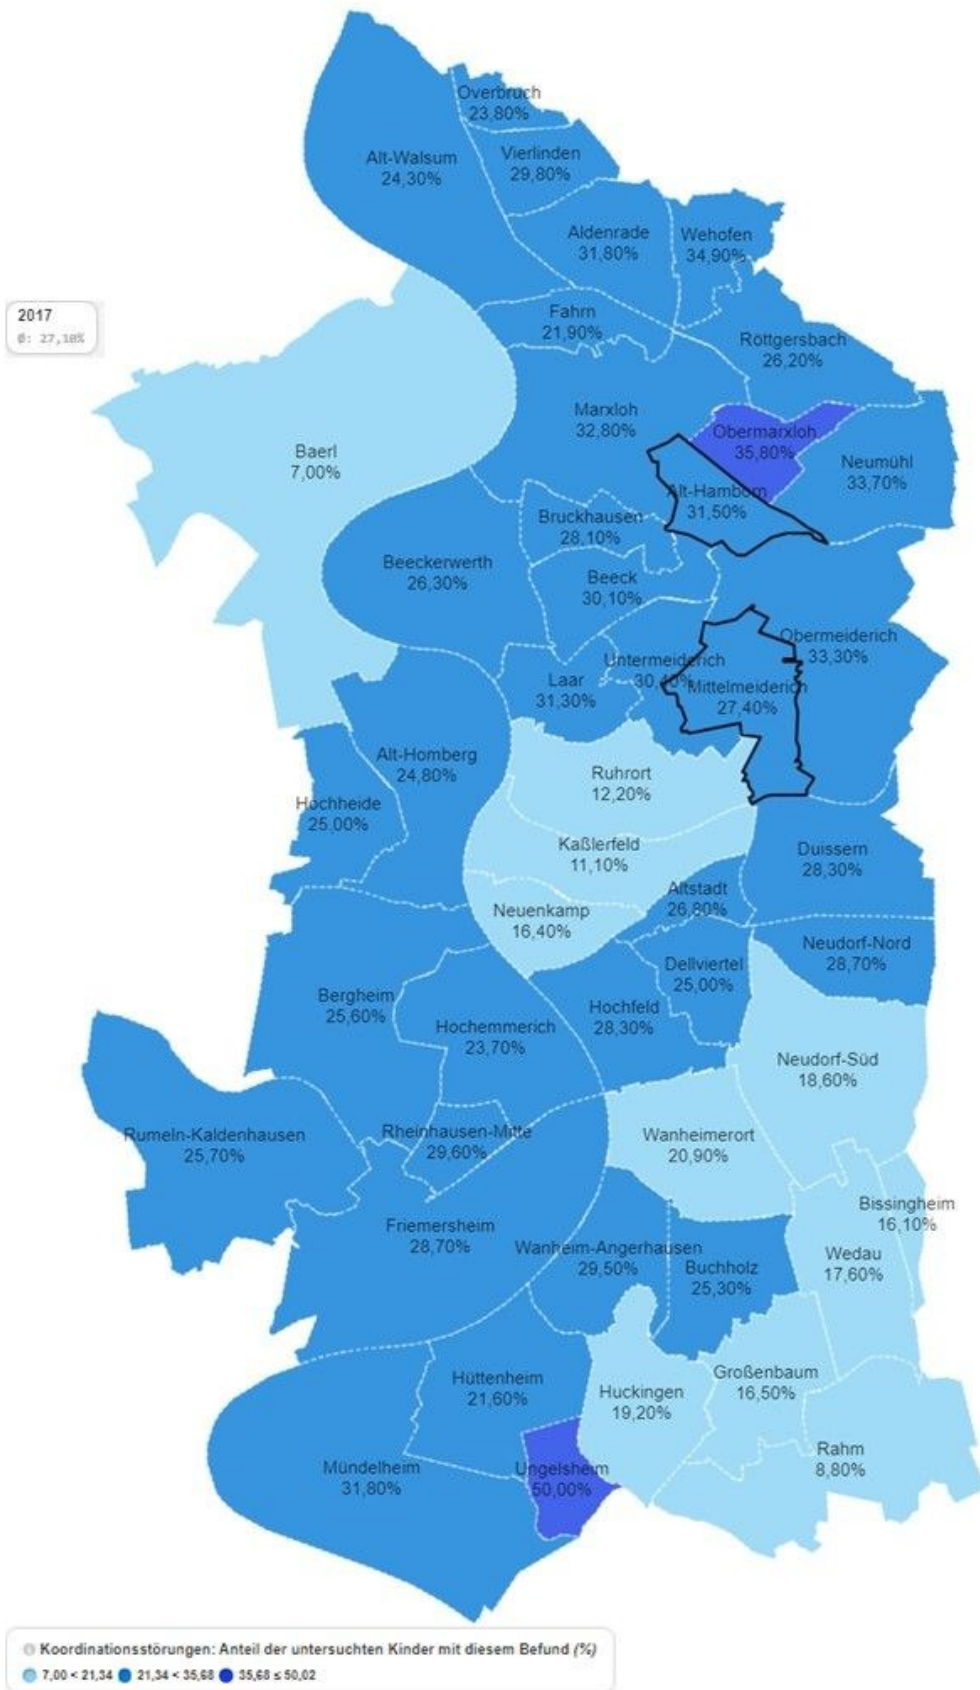 Overbruch
23,80%
Alt-Walsum
24,30%
Vierlinden
29,80%
Aldenrade
31,80%
Wehofen
34,90%
2017
Ø: 27,10%
Fahrn
21,90%
Röttgersbach
26,20%
Marxloh
32,80%
Obermarxloh
35,80%
Baerl
7,00%
Neumühl
33,70%
Alt-Hamborn
31,50%
Bruckhausen
28,10%
Beeckerwerth
26,30%
Beeck
30,10%
Obermeiderich
33,30%
Untermeiderich
30,40%
Mittelmeiderich
27,40%
Laar
31,30%
Alt-Homberg
24,80%
Ruhrort
12,20%
Hochheide
25,00%
Kaßlerfeld
11,10%
Duissern
28,30%
Altstadt
26,80%
Neuenkamp
16,40%
Neudorf-Nord
28,70%
Dellviertel
25,00%
Bergheim
25,60%
Hochfeld
28,30%
Hochemmerich
23,70%
Neudorf-Süd
18,60%
Rumeln-Kaldenhausen
25,70%
Rheinhausen-Mitte
29,60%
Wanheimerort
20,90%
Bissingheim
16,10%
Friemersheim
28,70%
Wanheim-Angerhausen
29,50%
Buchholz
25,30%
Wedau
17,60%
Hüttenheim
21,60%
Huckingen
19,20%
Großenbaum
16,50%
Rahm
8,80%
Mündelheim
31,80%
Ungelsheim
50,00%
Koordinationsstörungen: Anteil der untersuchten Kinder mit diesem Befund (%)
7,00 < 21,34 21,34 < 35,68 35,68 ≤ 50,02